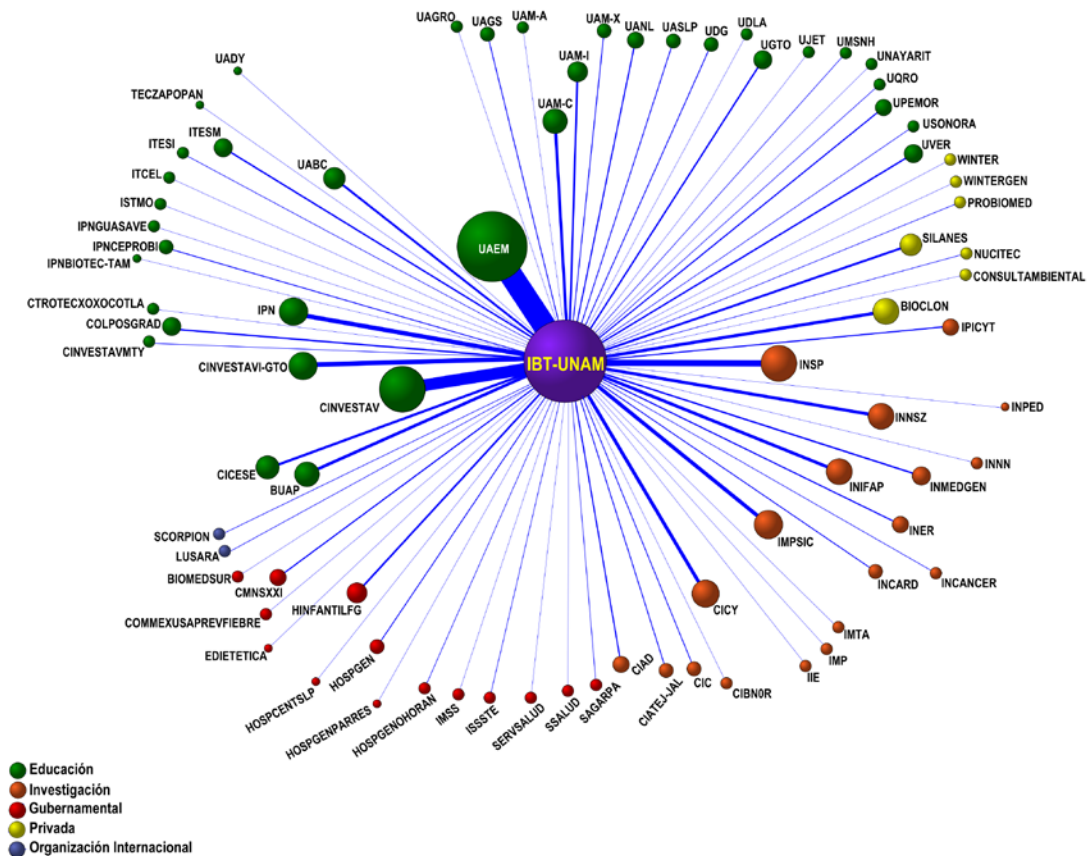 UAGRO
UAGS
UAM-A
UAM-X
UANL
UASLP
UDG
UDLA
UGTO
UJET
UMSNH
UNAYARIT
UQRO
UPEMOR
USONORA
UVER
WINTER
WINTERGEN
PROBIOMED
SILANES
NUCITEC
CONSULTAMBIENTAL
BIOCLON
IPICYT
INSP
INPED
INNSZ
INNN
INIFAP
INMEDGEN
INER
IMPSIC
INCARD
INCANCER
CICY
IMTA
IMP
IIE
CIBN0R
CIC
CIATEJ-JAL
CIAD
SAGARPA
SSALUD
SERVSALUD
ISSSTE
IMSS
HOSPGENOHORAN
HOSPGENPARRES
HOSPGEN
HOSPCENTSLP
HINFANTILFG
EDIETETICA
COMMEXUSAPREVFIEBRE
CMNSXXI
BIOMEDSUR
LUSARA
SCORPION
BUAP
CICESE
CINVESTAV
CINVESTAVI-GTO
CINVESTAVMTY
COLPOSGRAD
CTROTECXOXOCOTLA
IPN
IPNBIOTEC-TAM
IPNCEPROBI
IPNGUASAVE
ISTMO
ITCEL
ITESI
ITESM
TECZAPOPAN
UADY
UABC
UAEM
UAM-C
UAM-I
IBT-UNAM
Educación
Investigación
Gubernamental
Privada
Organización Internacional